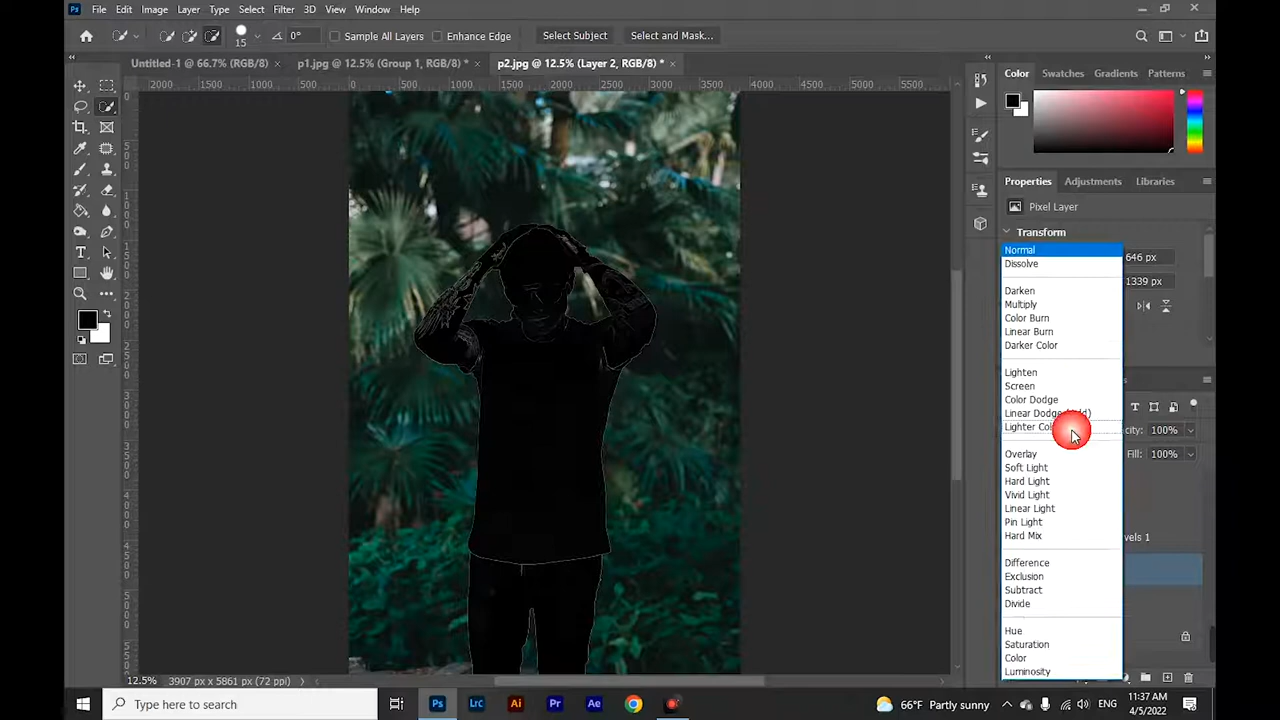 Ps File Edit Image Layer Type Select Filter 3D View Window Help
15 0° Sample All Layers Enhance Edge Select Subject Select and Mask...
Untitled-1 @ 66.7% (RGB/8) × p1.jpg @ 12.5% (Group 1, RGB/8) * × p2.jpg @ 12.5% (Layer 2, RGB/8) * ×
2000 1500 1000 500 0 500 1000 1500 2000 2500 3000 3500 4000 4500 5000 5500
Color Swatches Gradients Patterns
Properties Adjustments Libraries
Pixel Layer
Transform
Normal
646 px
Dissolve
1339 px
Darken
Multiply
Color Burn
Linear Burn
Darker Color
Lighten
Screen
Color Dodge
Linear Dodge
Lighter
100%
Overlay
Fill: 100%
Soft Light
Hard Light
Vivid Light
Linear Light
Pin Light
Hard Mix
vels 1
Difference
Exclusion
Subtract
Divide
Hue
Saturation
Color
Luminosity
12.5% 3907 px x 5861 px (72 ppi)
Type here to search Ps Lrc Ai Pr Ae 66°F Partly sunny ENG 11:37 AM
4/5/2022